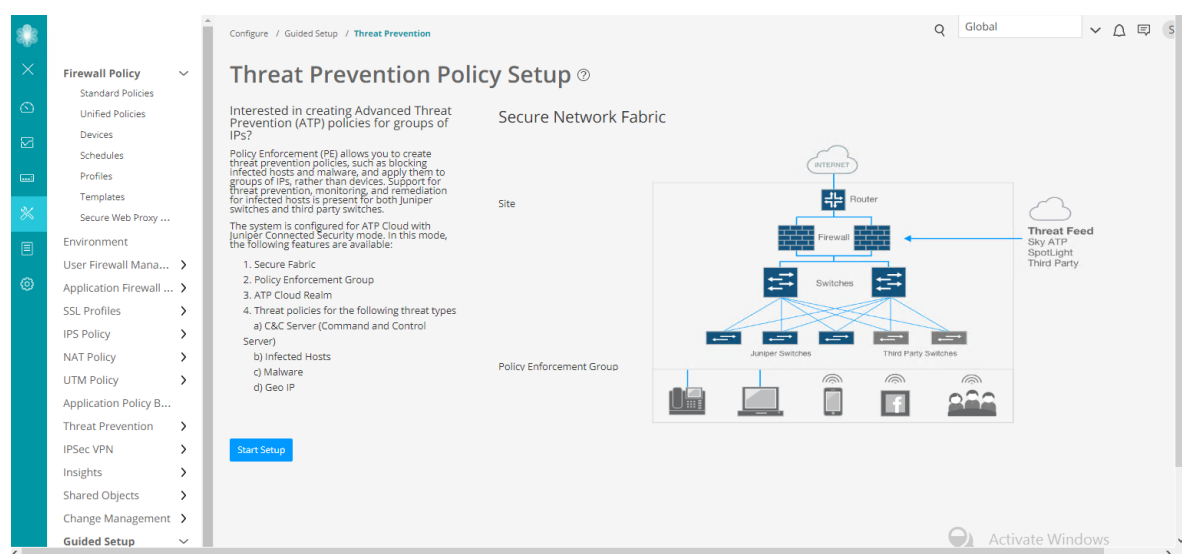 Configure / Guided Setup / Threat Prevention
Global
S
Firewall Policy
Standard Policies
Unified Policies
Devices
Schedules
Profiles
Templates
Secure Web Proxy ...
Environment
User Firewall Mana...
Application Firewall ...
SSL Profiles
IPS Policy
NAT Policy
UTM Policy
Application Policy B...
Threat Prevention
IPSec VPN
Insights
Shared Objects
Change Management
Guided Setup
Threat Prevention Policy Setup
Interested in creating Advanced Threat
Prevention (ATP) policies for groups of
IPs?
Policy Enforcement (PE) allows you to create
threat prevention policies, such as blocking
infected hosts and malware, and apply them to
groups of IPs, rather than devices. Support for
threat prevention, monitoring, and remediation
for infected hosts is present for both Juniper
switches and third party switches.
The system is configured for ATP Cloud with
Juniper Connected Security mode. In this mode,
the following features are available:
1. Secure Fabric
2. Policy Enforcement Group
3. ATP Cloud Realm
4. Threat policies for the following threat types
a) C&C Server (Command and Control
Server)
b) Infected Hosts
c) Malware
d) Geo IP
Start Setup
Secure Network Fabric
Site
Policy Enforcement Group
INTERNET
Router
Firewall
Switches
Juniper Switches
Third Party Switches
Threat Feed
Sky ATP
SpotLight
Third Party
Activate Windows